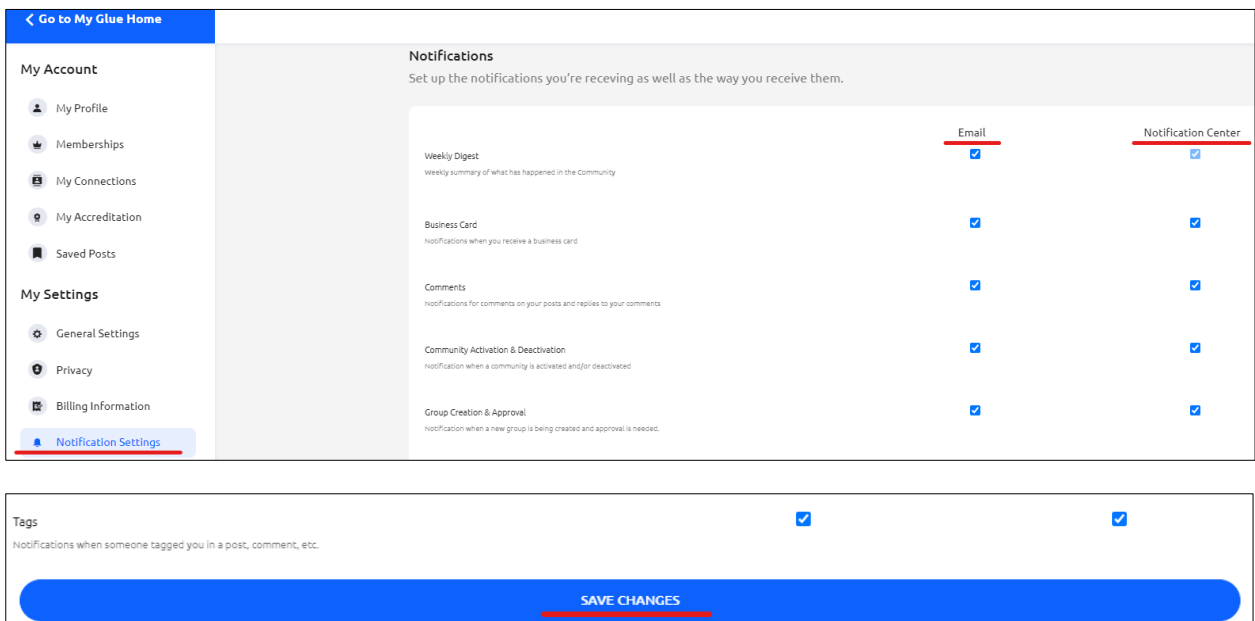 Go to My Glue Home
Notifications
Set up the notifications you're receving as well as the way you receive them.
My Account
My Profile
Memberships
My Connections
My Accreditation
Saved Posts
My Settings
General Settings
Privacy
Billing Information
Notification Settings
Email Notification Center
Weekly Digest
Weekly summary of what has happened in the Community
Business Card
Notifications when you receive a business card
Comments
Notifications for comments on your posts and replies to your comments
Community Activation & Deactivation
Notification when a community is activated and/or deactivated
Group Creation & Approval
Notification when a new group is being created and approval is needed.
Tags
Notifications when someone tagged you in a post, comment, etc.
SAVE CHANGES